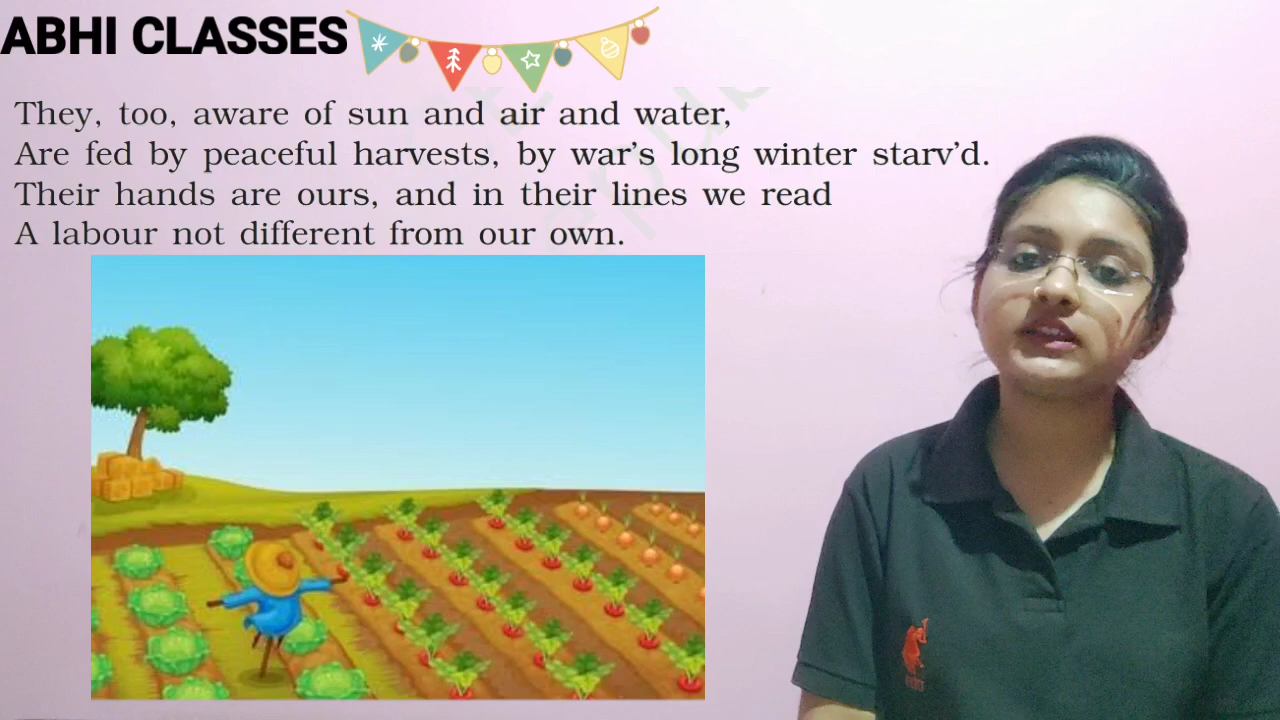 ABHI CLASSES
They, too, aware of sun and air and water,
Are fed by peaceful harvests, by war’s long winter starv’d.
Their hands are ours, and in their lines we read
A labour not different from our own.